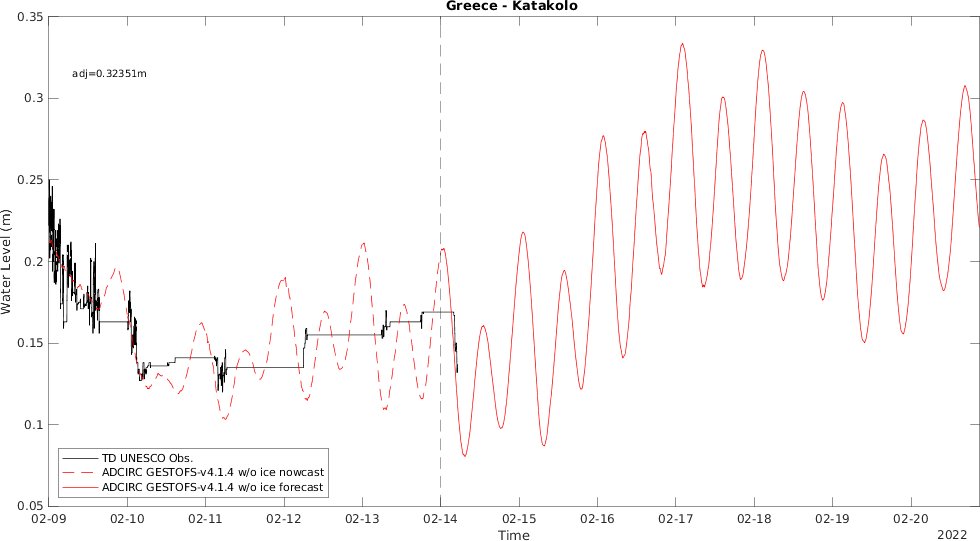 Greece - Katakolo
0.35
adj=0.32351m
0.3
0.25
0.2
0.15
0.1
0.05
Water Level (m)
TD UNESCO Obs.
ADCIRC GESTOFS-v4.1.4 w/o ice nowcast
ADCIRC GESTOFS-v4.1.4 w/o ice forecast
02-09 02-10 02-11 02-12 02-13 02-14 02-15 02-16 02-17 02-18 02-19 02-20
Time
2022